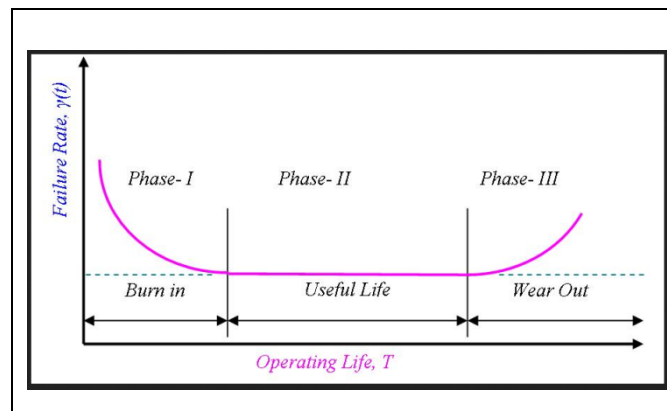 Failure Rate, γ(t)
Phase- I
Phase- II
Phase- III
Burn in
Useful Life
Wear Out
Operating Life, T